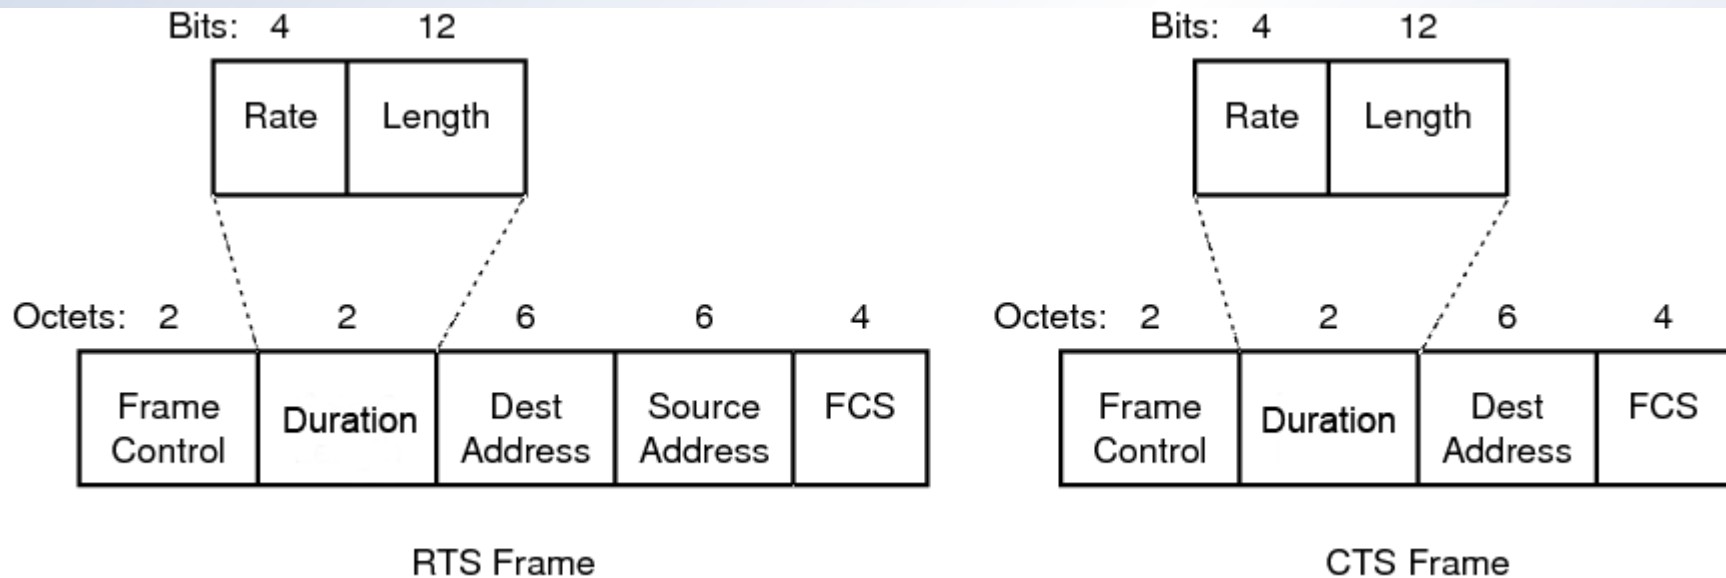 Bits: 4 12
Rate Length
Octets: 2 2 6 6 4
Frame Control Duration Dest Address Source Address FCS
RTS Frame
Bits: 4 12
Rate Length
Octets: 2 2 6 4
Frame Control Duration Dest Address FCS
CTS Frame